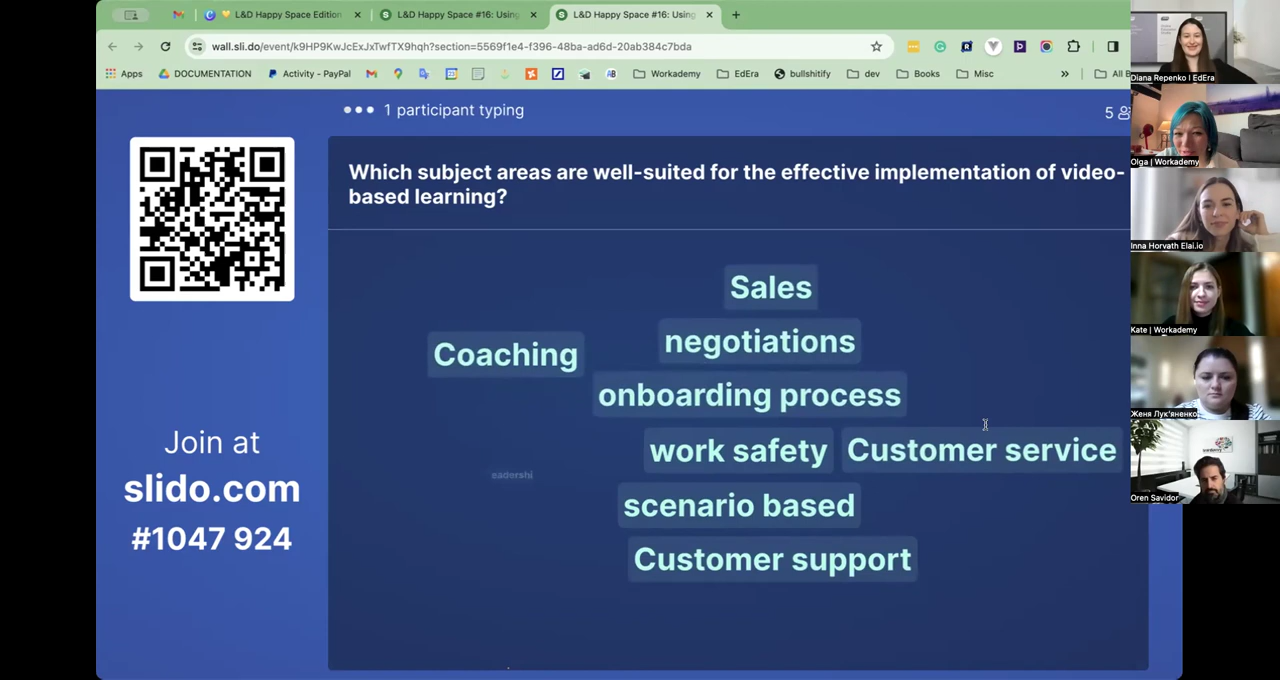 L&D Happy Space Edition
L&D Happy Space #16: Using
L&D Happy Space #16: Using
wall.sli.do/event/k9HP9KwJcExJxTwfTX9hqh?section=5569f1e4-f396-48ba-ad6d-20ab384c7bda
Apps
DOCUMENTATION
Activity - PayPal
Workademy
EdEra
bullshitify
dev
Books
Misc
»
All B
1 participant typing
5
Which subject areas are well-suited for the effective implementation of video-
based learning?
Sales
negotiations
Coaching
onboarding process
work safety
Customer service
eadershi
scenario based
Customer support
Join at
slido.com
#1047 924
Diana Repenko I EdEra
Olga | Workademy
Inna Horvath Elai.io
Kate | Workademy
Женя Лук'яненко
Oren Savidor